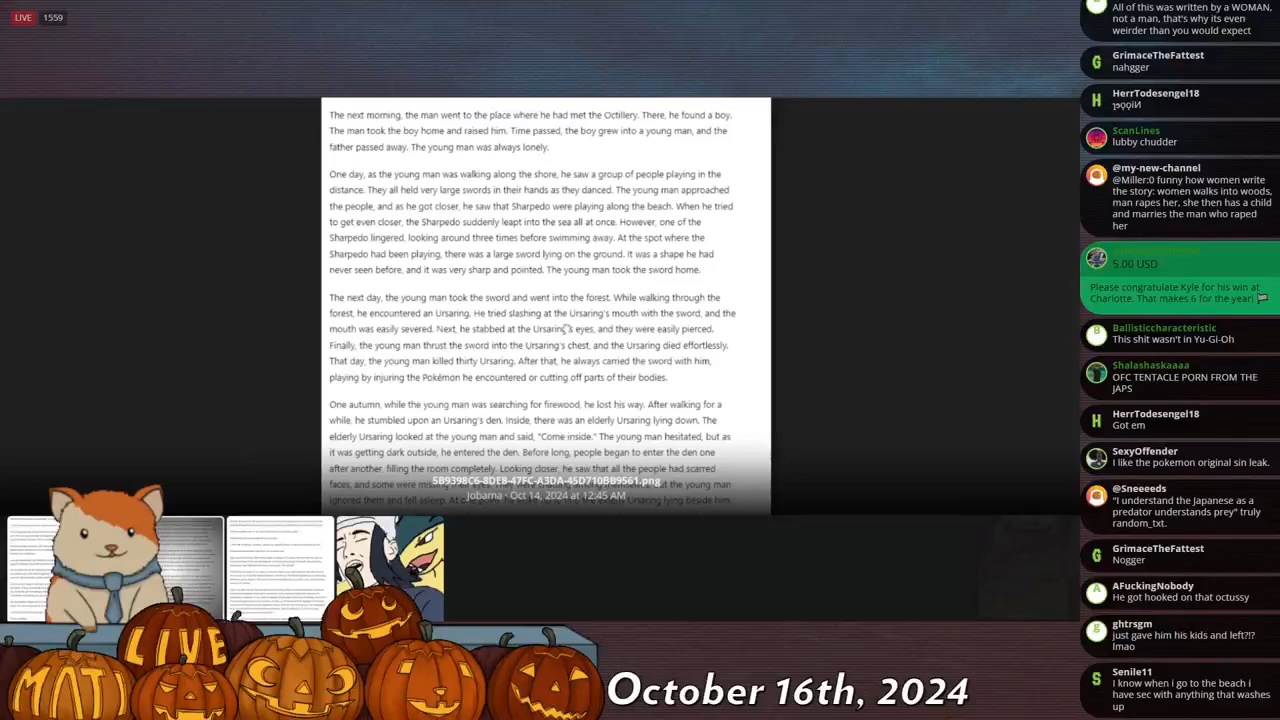 LIVE 1559
The next morning, the man went to the place where he had met the Octillery. There, he found a boy.
The man took the boy home and raised him. Time passed, the boy grew into a young man, and the
father passed away. The young man was always lonely.
One day, as the young man was walking along the shore, he saw a group of people playing in the
distance. They all held very large swords in their hands as they danced. The young man approached
the people, and as he got closer, he saw that Sharpedo were playing along the beach. When he tried
to get even closer, the Sharpedo suddenly leapt into the sea all at once. However, one of the
Sharpedo lingered, looking around three times before swimming away. At the spot where the
Sharpedo had been playing, there was a large sword lying on the ground. It was a shape he had
never seen before, and it was very sharp and pointed. The young man took the sword home.
The next day, the young man took the sword and went into the forest. While walking through the
forest, he encountered an Ursaring. He tried slashing at the Ursaring's mouth with the sword, and the
mouth was easily severed. Next, he stabbed at the Ursaring's eyes, and they were easily pierced.
Finally, the young man thrust the sword into the Ursaring's chest, and the Ursaring died effortlessly.
That day, the young man killed thirty Ursaring. After that, he always carried the sword with him,
playing by injuring the Pokémon he encountered or cutting off parts of their bodies.
One autumn, while the young man was searching for firewood, he lost his way. After walking for a
while, he stumbled upon an Ursaring's den. Inside, there was an elderly Ursaring lying down. The
elderly Ursaring looked at the young man and said, "Come inside." The young man hesitated, but as
it was getting dark outside, he entered the den. Before long, people began to enter the den one
after another, filling the room completely. Looking closer, he saw that all the people had scarred
faces, and some were missing their eyes. They were chatting among
5B9398C6-8DE8-47FC-A3DA-45D710BB9561.png
the young man
ignored them and fell asleep. At
Ursaring lying beside him.
Jobama - Oct 14, 2024 at 12:45 AM
LIVE
MATI
October 16th, 2024
All of this was written by a WOMAN,
not a man, that's why its even
weirder than you would expect
GrimaceTheFattest
nahgger
HerrTodesengel18
ScanLines
lubby chudder
@my-new-channel
@Miller.0 funny how women write
the story: women walks into woods,
man rapes her, she then has a child
and marries the man who raped
her
5.00 USD
Please congratulate Kyle for his win at
Charlotte. That makes 6 for the year!
Ballisticcharacteristic
This shit wasn't in Yu-Gi-Oh
Shalashaskaaaa
OFC TENTACLE PORN FROM THE
JAPS
HerrTodesengel18
Got em
SexyOffender
I like the pokemon original sin leak.
@Sneeeeds
"I understand the Japanese as a
predator understands prey" truly
random cat
GrimaceTheFattest
Nogger
AFuckingLady
He got hooked on that octussy
ghtrsgm
just gave him his kids and left?!?
lmao
Senile11
I know when i go to the beach i
have sec with anything that washes
up